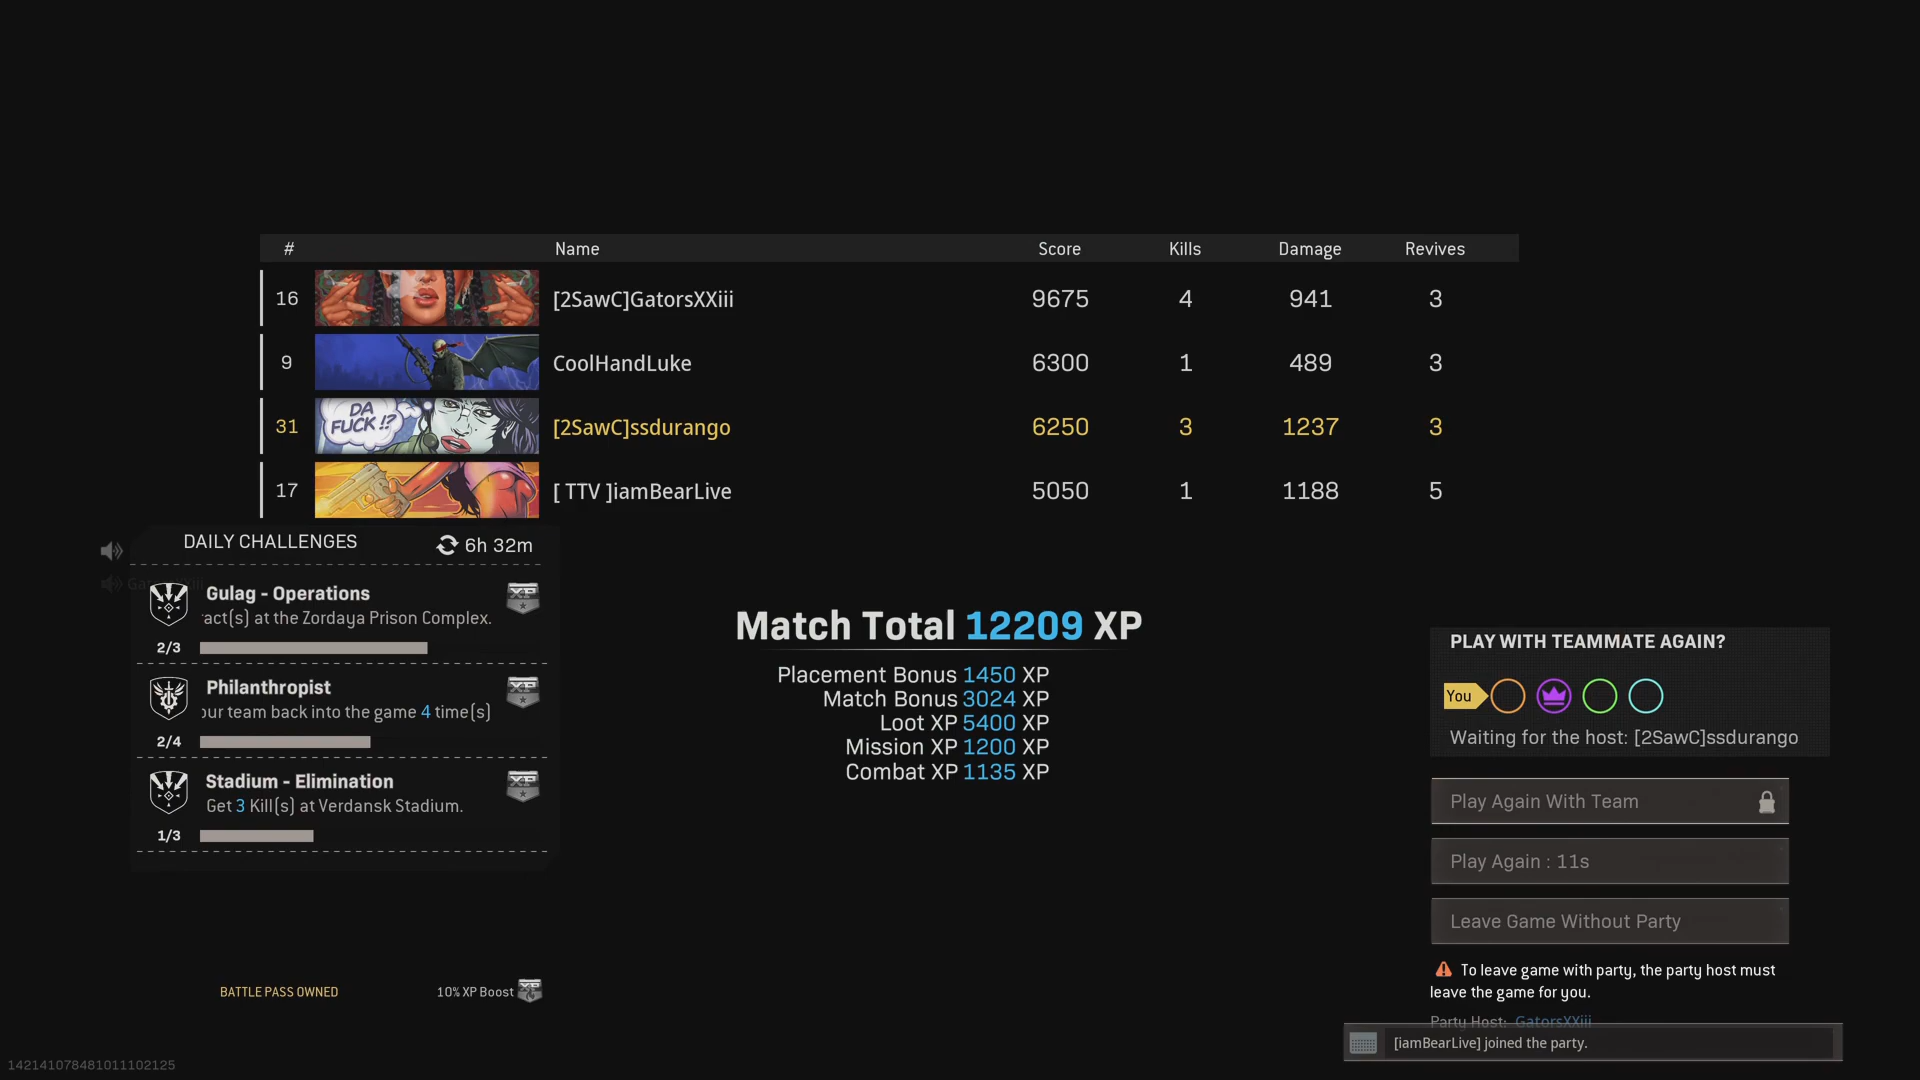 # Name Score Kills Damage Revives
16 [2SawC]GatorsXXiii 9675 4 941 3
9 CoolHandLuke 6300 1 489 3
DA FUCK!? 
31 [2SawC]ssdurango 6250 3 1237 3
17 [ TTV ]iamBearLive 5050 1 1188 5
DAILY CHALLENGES 6h 32m
Gulag - Operations XP
ract(s) at the Zordaya Prison Complex.
2/3
Philanthropist XP
our team back into the game 4 time(s)
2/4
Stadium - Elimination XP
Get 3 Kill(s) at Verdansk Stadium.
1/3
BATTLE PASS OWNED 10% XP Boost XP
Match Total 12209 XP
Placement Bonus 1450 XP
Match Bonus 3024 XP
Loot XP 5400 XP
Mission XP 1200 XP
Combat XP 1135 XP
PLAY WITH TEAMMATE AGAIN?
You
Waiting for the host: [2SawC]ssdurango
Play Again With Team
Play Again : 11s
Leave Game Without Party
To leave game with party, the party host must
leave the game for you.
Party Host: GatorsXXiii
[iamBearLive] joined the party.
142141078481011102125